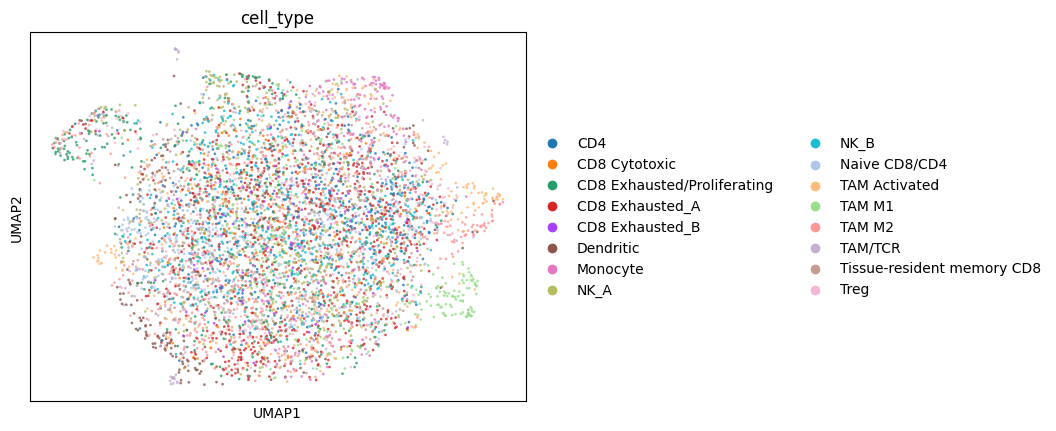 cell_type
UMAP2
UMAP1
CD4
CD8 Cytotoxic
CD8 Exhausted/Proliferating
CD8 Exhausted_A
CD8 Exhausted_B
Dendritic
Monocyte
NK_A
NK_B
Naive CD8/CD4
TAM Activated
TAM M1
TAM M2
TAM/TCR
Tissue-resident memory CD8
Treg